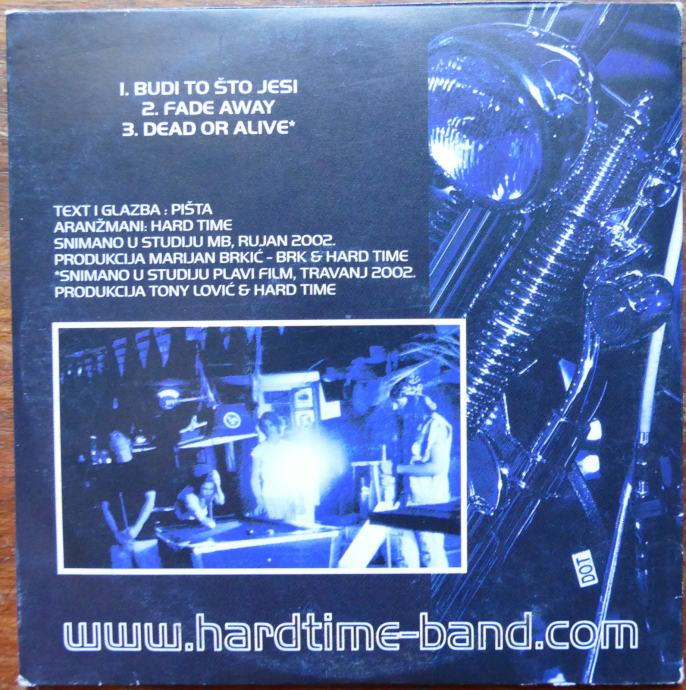 1. BUDI TO ŠTO JESI
2. FADE AWAY
3. DEAD OR ALIVE*
TEXT I GLAZBA : PIŠTA
ARANŽMANI: HARD TIME
SNIMANO U STUDIJU MB, RUJAN 2002.
PRODUKCIJA MARIJAN BRKIĆ - BRK & HARD TIME
*SNIMANO U STUDIJU PLAVI FILM, TRAVANJ 2002.
PRODUKCIJA TONY LOVIĆ & HARD TIME
DOT
www.hardtime-band.com